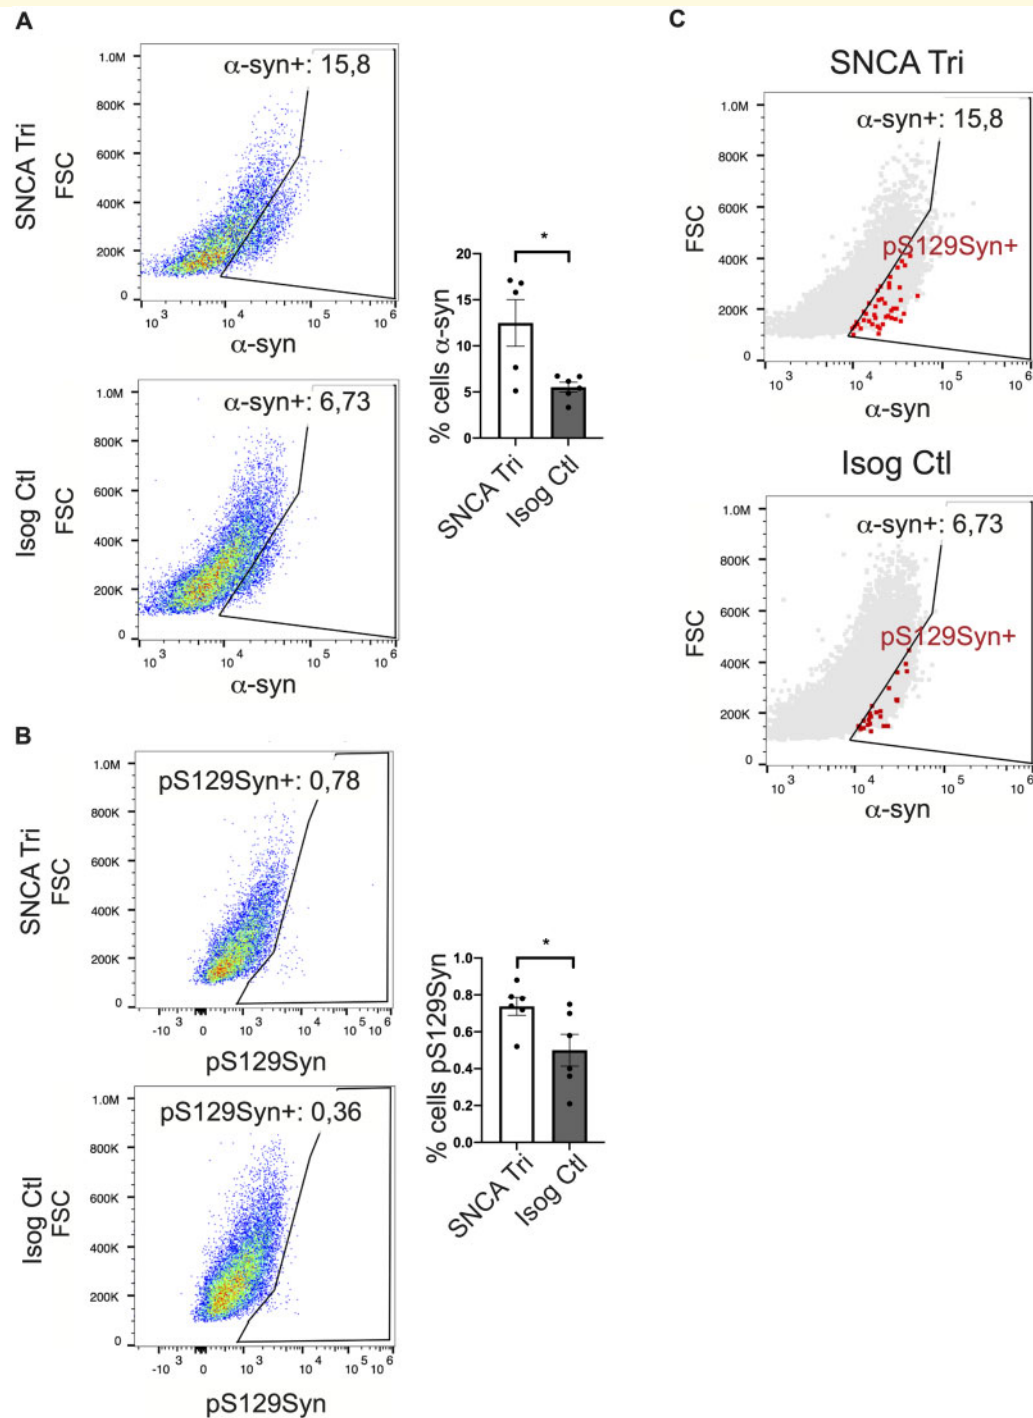 A
SNCA Tri
FSC
1.0M
800K
600K
400K
200K
0
α-syn+: 15,8
10 3
10 4
10 5
10 6
α-syn
Isog Ctl
FSC
1.0M
800K
600K
400K
200K
0
α-syn+: 6,73
10 3
10 4
10 5
10 6
α-syn
% cells α-syn
20
15
10
5
0
*
SNCA Tri
Isog Ctl
B
SNCA Tri
FSC
1.0M
800K
600K
400K
200K
0
pS129Syn+: 0,78
-10 3
0
10 3
10 4
10 5
10 6
pS129Syn
Isog Ctl
FSC
1.0M
800K
600K
400K
200K
0
pS129Syn+: 0,36
-10 3
0
10 3
10 4
10 5
10 6
pS129Syn
% cells pS129Syn
1.0
0.8
0.6
0.4
0.2
0.0
*
SNCA Tri
Isog Ctl
C
SNCA Tri
FSC
1.0M
800K
600K
400K
200K
0
α-syn+: 15,8
pS129Syn+
10 3
10 4
10 5
10 6
α-syn
Isog Ctl
FSC
1.0M
800K
600K
400K
200K
0
α-syn+: 6,73
pS129Syn+
10 3
10 4
10 5
10 6
α-syn